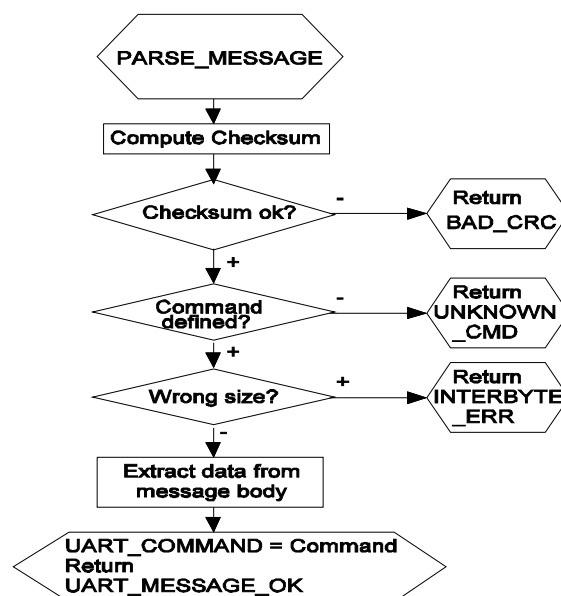 PARSE_MESSAGE
Compute Checksum
Checksum ok?
-
Return
BAD_CRC
+
Command
defined?
-
Return
UNKNOWN
_CMD
+
Wrong size?
+
Return
INTERBYTE
_ERR
-
Extract data from
message body
UART_COMMAND = Command
Return
UART_MESSAGE_OK